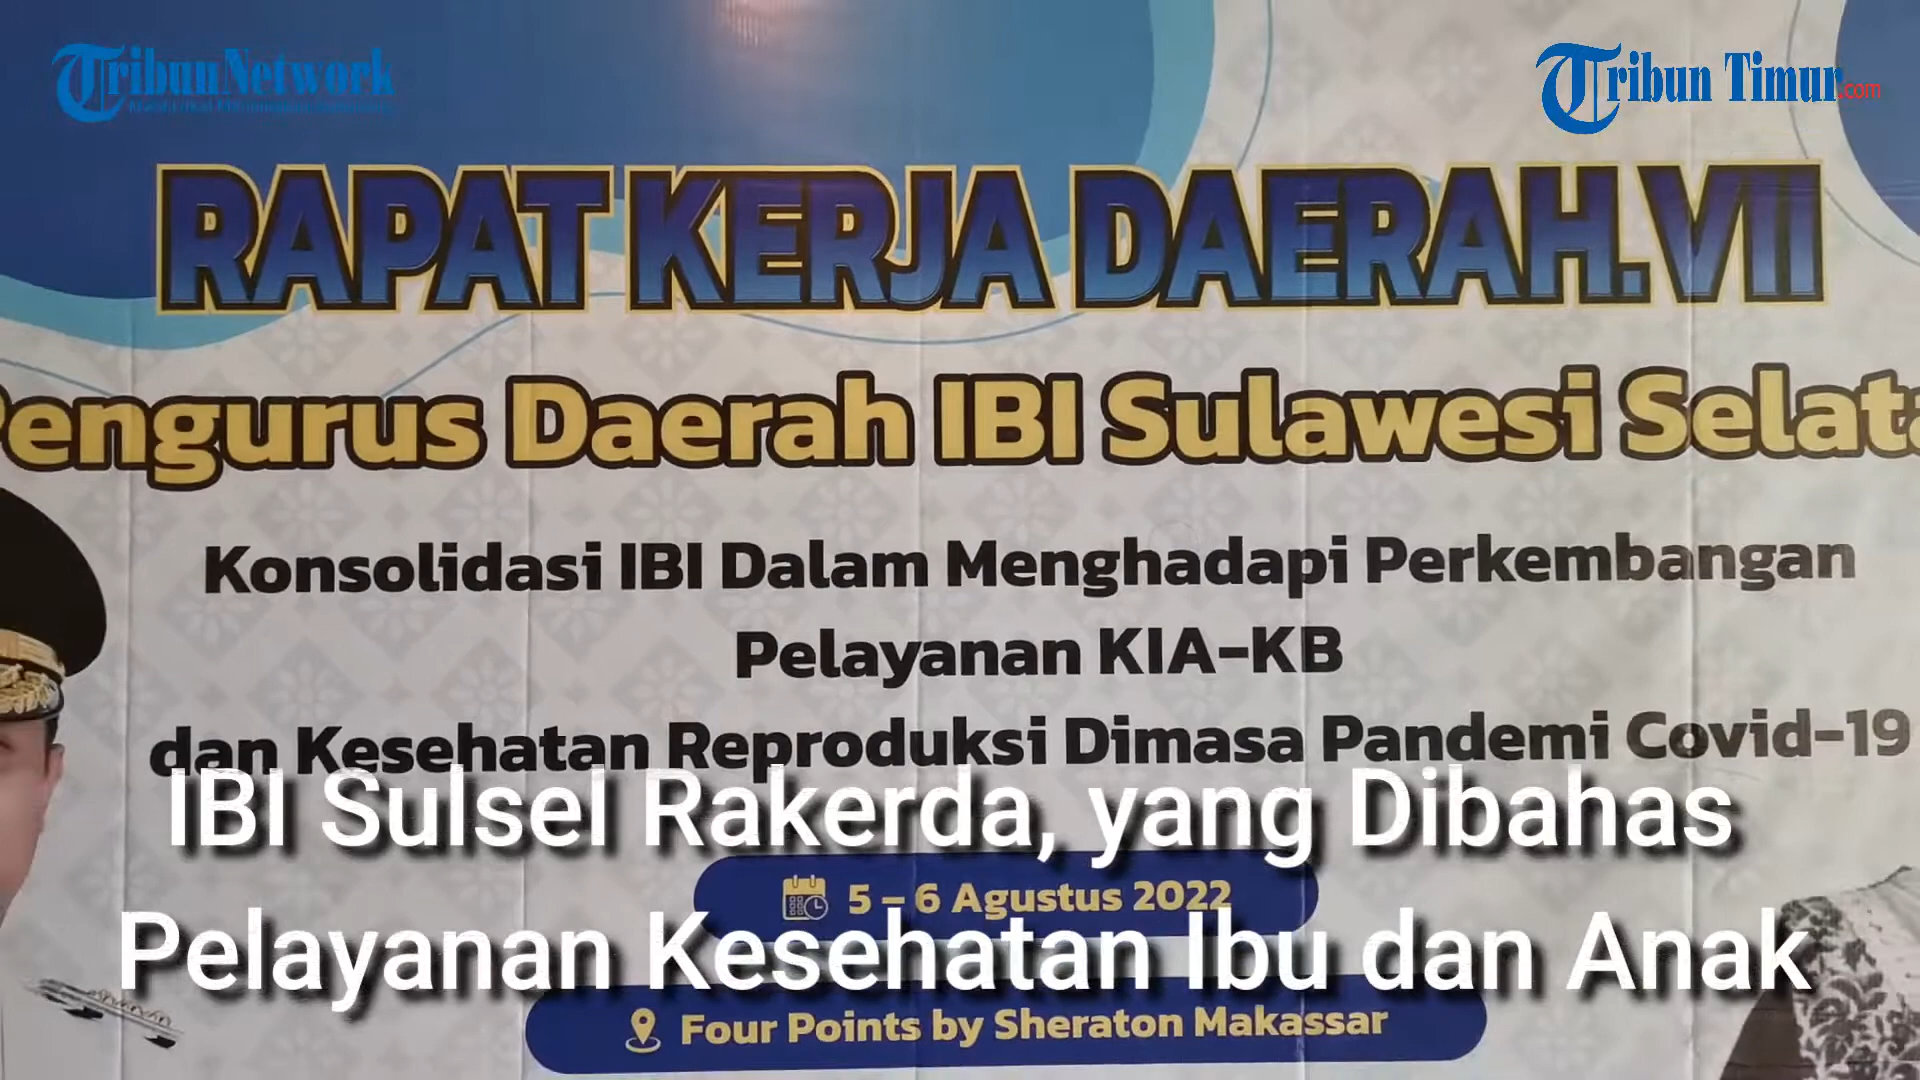 TribunNetwork
Tribun Timur.com
RAPAT KERJA DAERAH.VII
Pengurus Daerah IBI Sulawesi Selata
Konsolidasi IBI Dalam Menghadapi Perkembangan
Pelayanan KIA-KB
dan Kesehatan Reproduksi Dimasa Pandemi Covid-19
IBI Sulsel Rakerda, yang Dibahas
5 - 6 Agustus 2022
Pelayanan Kesehatan Ibu dan Anak
Four Points by Sheraton Makassar